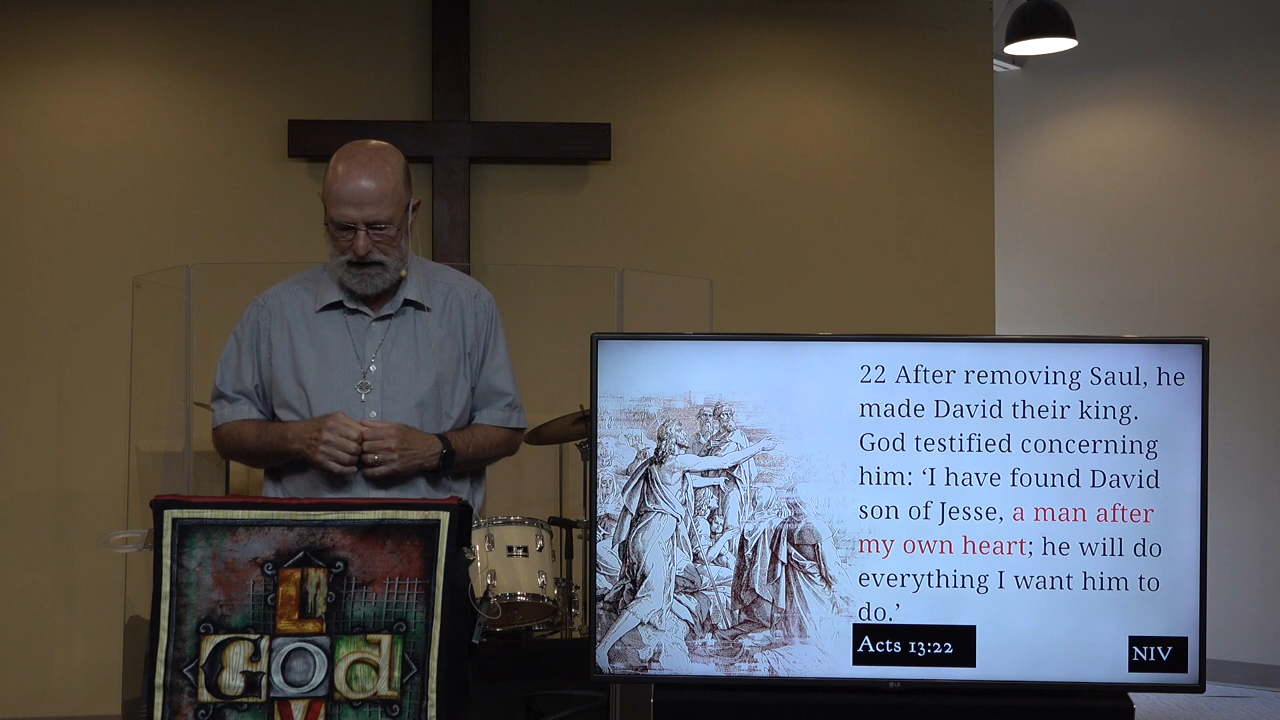 22 After removing Saul, he
made David their king.
God testified concerning
him: ‘I have found David
son of Jesse, a man after
my own heart; he will do
everything I want him to
do.’
Acts 13:22
NIV
LG
L
GOd
V